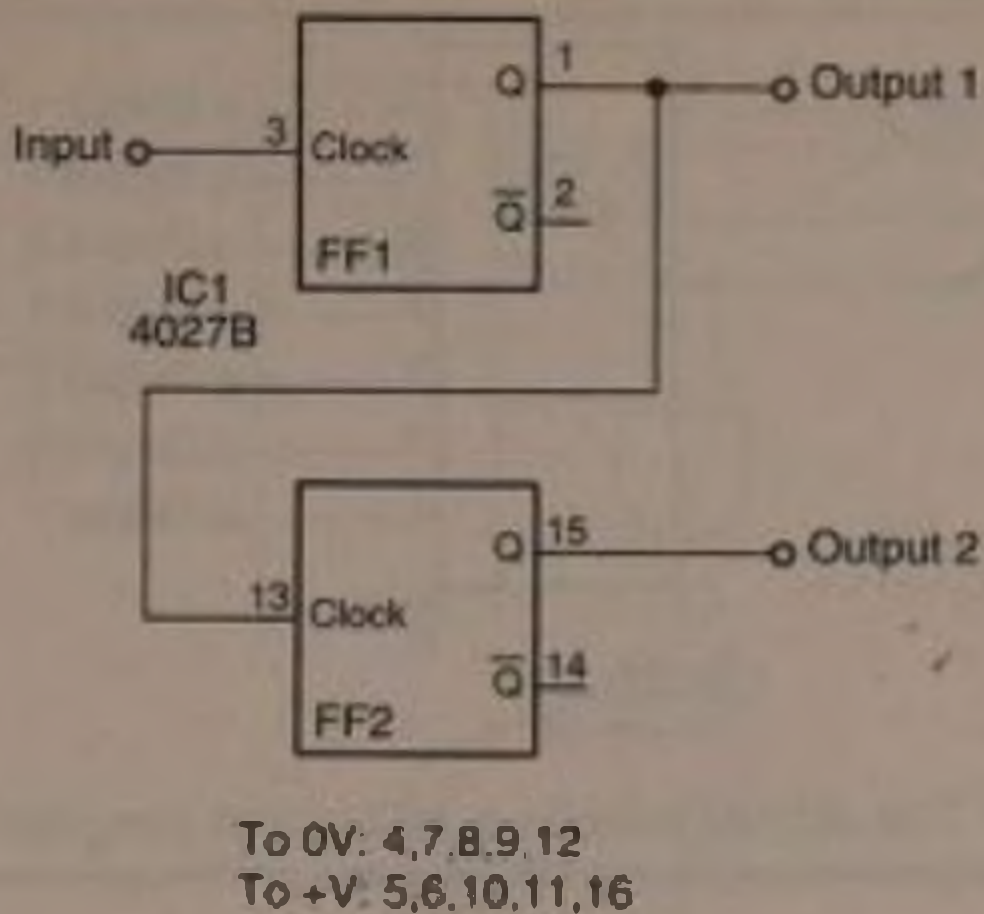 Q 1
Output 1
Input 3 Clock
Q̅ 2
FF1
IC1
4027B
Q 15
Output 2
13 Clock
Q̅ 14
FF2
To 0V: 4,7.8.9,12
To +V: 5,6,10,11,16